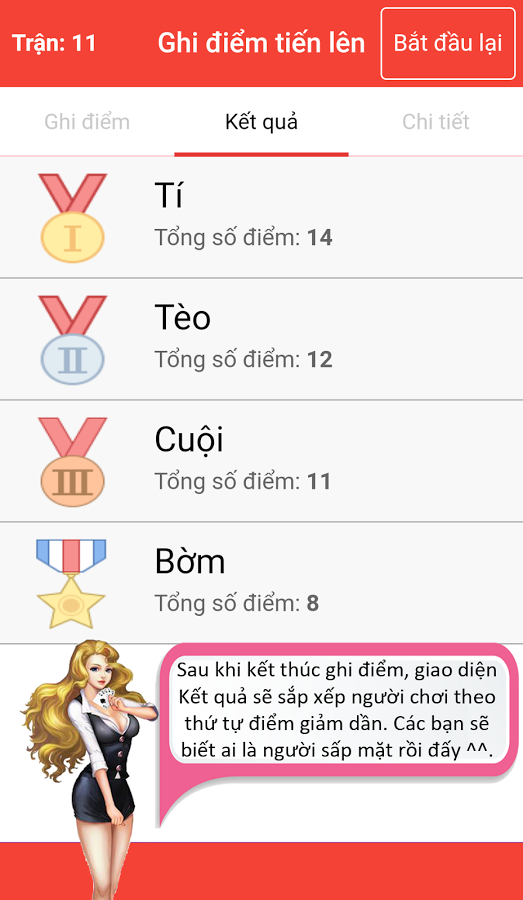 Trận: 11
Ghi điểm tiến lên
Bắt đầu lại
Ghi điểm
Kết quả
Chi tiết
I
Tí
Tổng số điểm: 14
II
Tèo
Tổng số điểm: 12
III
Cuội
Tổng số điểm: 11
Bờm
Tổng số điểm: 8
Sau khi kết thúc ghi điểm, giao diện
Kết quả sẽ sắp xếp người chơi theo
thứ tự điểm giảm dần. Các bạn sẽ
biết ai là người sấp mặt rồi đấy ^^.